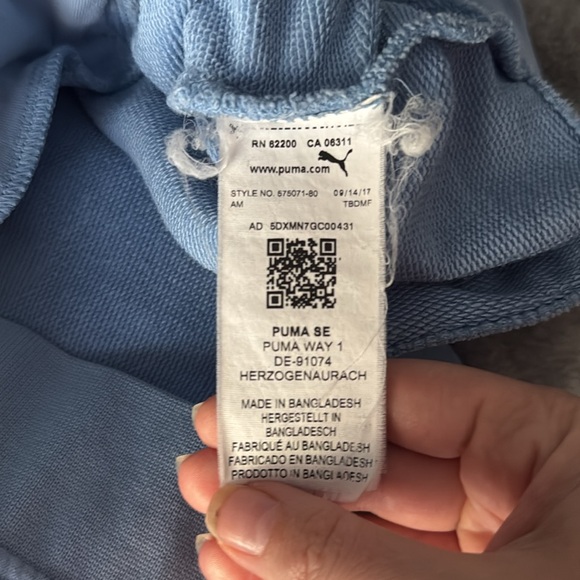 RN 62200 CA 06311
www.puma.com
STYLE NO. 575071-80 09/14/17
AM TBDMF
AD 5DXMN7GC00431
PUMA SE
PUMA WAY 1
DE-91074
HERZOGENAURACH
MADE IN BANGLADESH
HERGESTELLT IN
BANGLADESCH
FABRIQUÉ AU BANGLADESH
FABRICADO EN BANGLADESH
PRODOTTO IN BANGLADESH